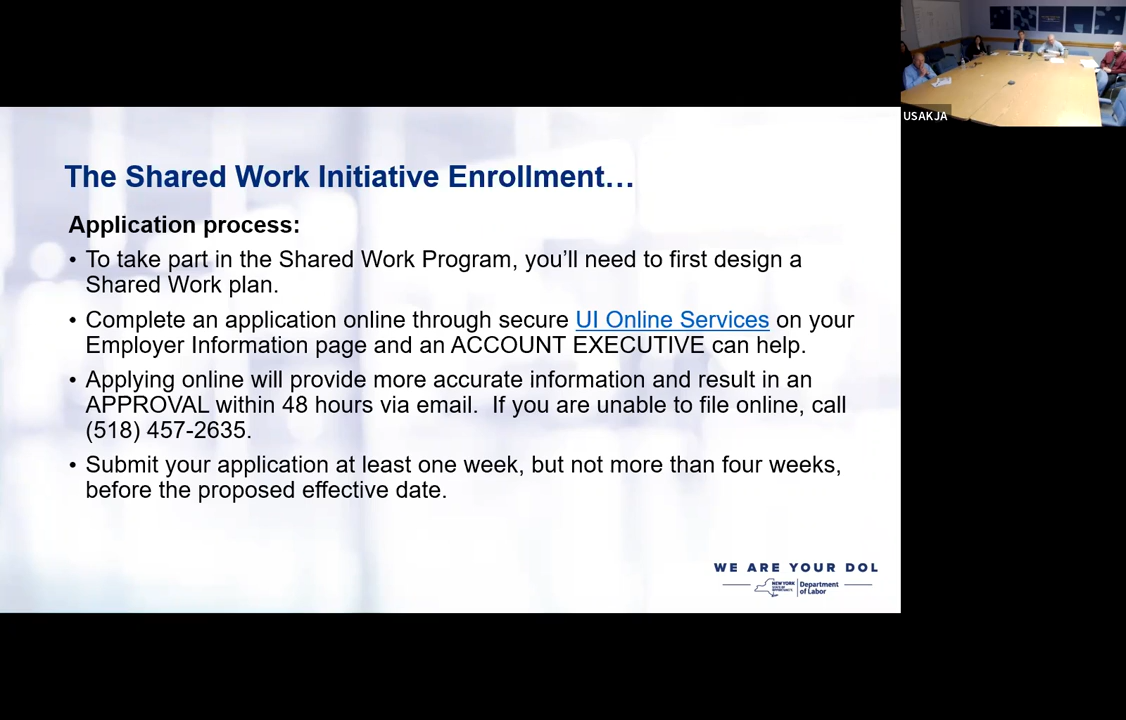 USAKJA
The Shared Work Initiative Enrollment…
Application process:
• To take part in the Shared Work Program, you’ll need to first design a
Shared Work plan.
• Complete an application online through secure UI Online Services on your
Employer Information page and an ACCOUNT EXECUTIVE can help.
• Applying online will provide more accurate information and result in an
APPROVAL within 48 hours via email.  If you are unable to file online, call
(518) 457-2635.
• Submit your application at least one week, but not more than four weeks,
before the proposed effective date.
WE ARE YOUR DOL
NEW YORK
STATE OF
OPPORTUNITY.
Department
of Labor